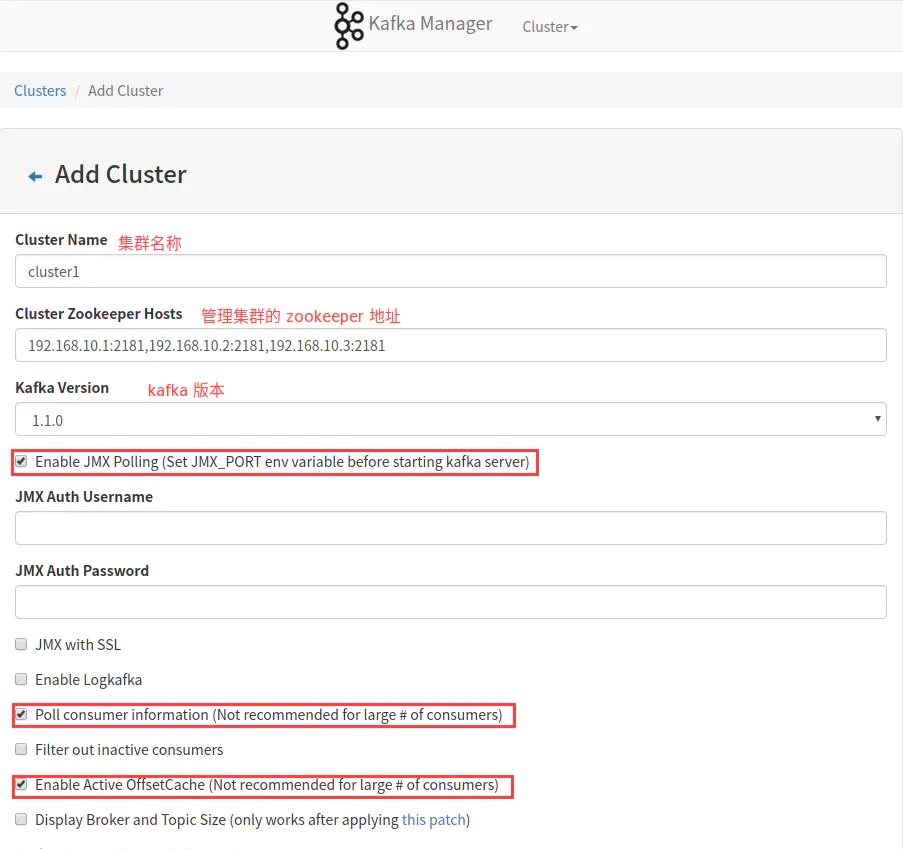 Kafka Manager Cluster
Clusters / Add Cluster
Add Cluster
Cluster Name 集群名称
cluster1
Cluster Zookeeper Hosts 管理集群的 zookeeper 地址
192.168.10.1:2181,192.168.10.2:2181,192.168.10.3:2181
Kafka Version kafka 版本
1.1.0
Enable JMX Polling (Set JMX_PORT env variable before starting kafka server)
JMX Auth Username
JMX Auth Password
JMX with SSL
Enable Logkafka
Poll consumer information (Not recommended for large # of consumers)
Filter out inactive consumers
Enable Active OffsetCache (Not recommended for large # of consumers)
Display Broker and Topic Size (only works after applying this patch)